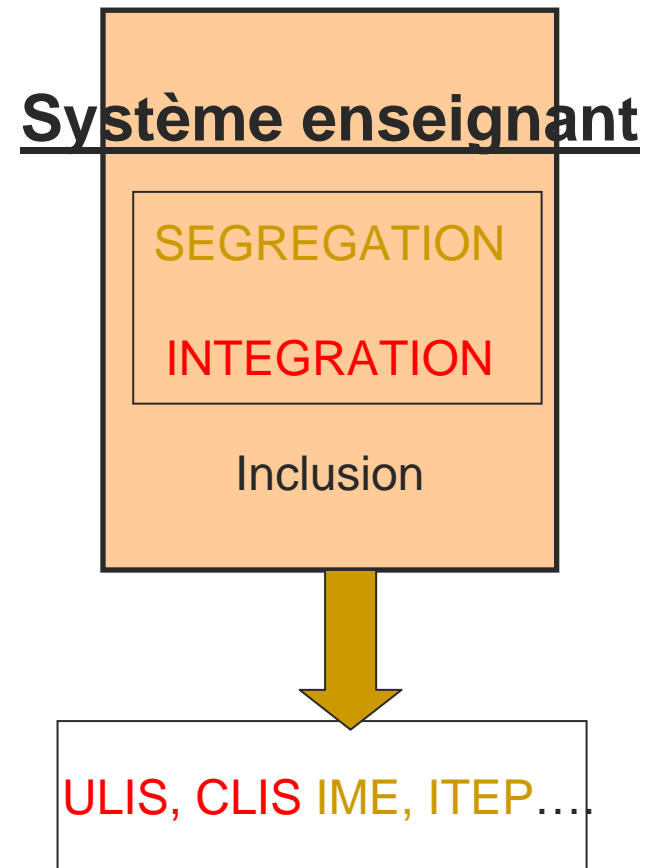 Système enseignant
SEGREGATION
INTEGRATION
Inclusion
ULIS, CLIS IME, ITEP….